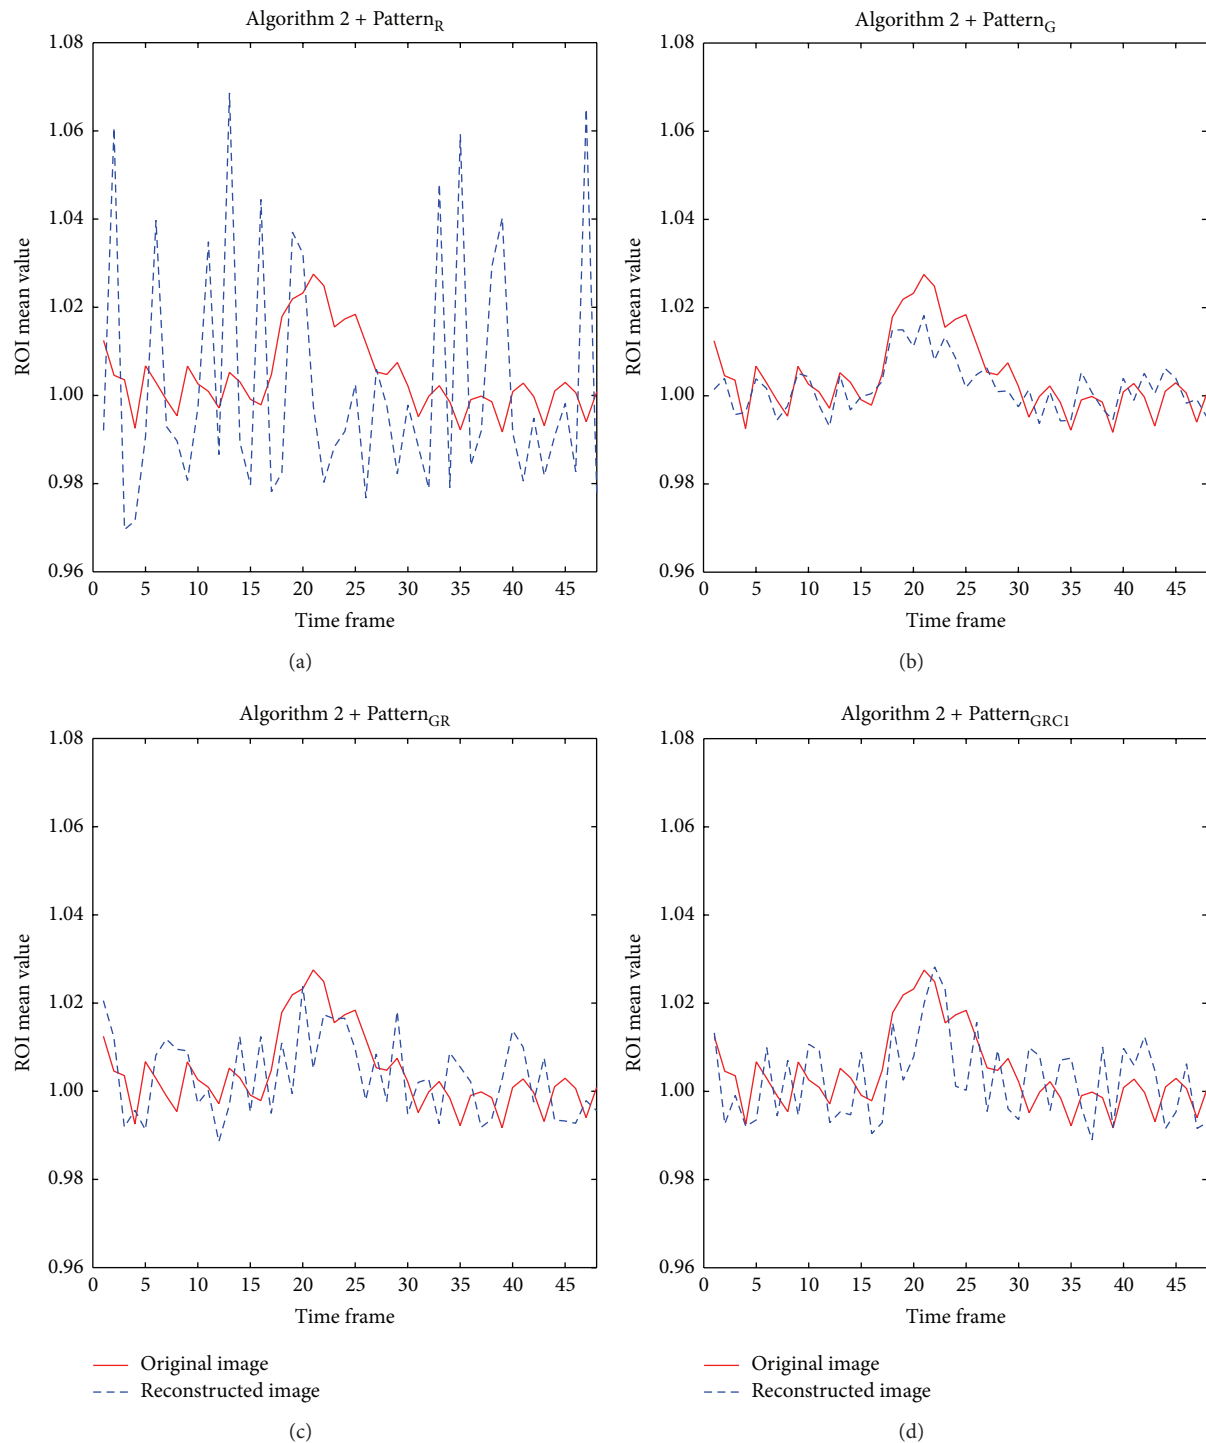 Algorithm 2 + Pattern_R
1.08
1.06
1.04
1.02
1.00
0.98
0.96
ROI mean value
0 5 10 15 20 25 30 35 40 45
Time frame
(a)
Algorithm 2 + Pattern_G
1.08
1.06
1.04
1.02
1.00
0.98
0.96
ROI mean value
0 5 10 15 20 25 30 35 40 45
Time frame
(b)
Algorithm 2 + Pattern_GR
1.08
1.06
1.04
1.02
1.00
0.98
0.96
ROI mean value
0 5 10 15 20 25 30 35 40 45
Time frame
Original image
Reconstructed image
(c)
Algorithm 2 + Pattern_GRC1
1.08
1.06
1.04
1.02
1.00
0.98
0.96
ROI mean value
0 5 10 15 20 25 30 35 40 45
Time frame
Original image
Reconstructed image
(d)